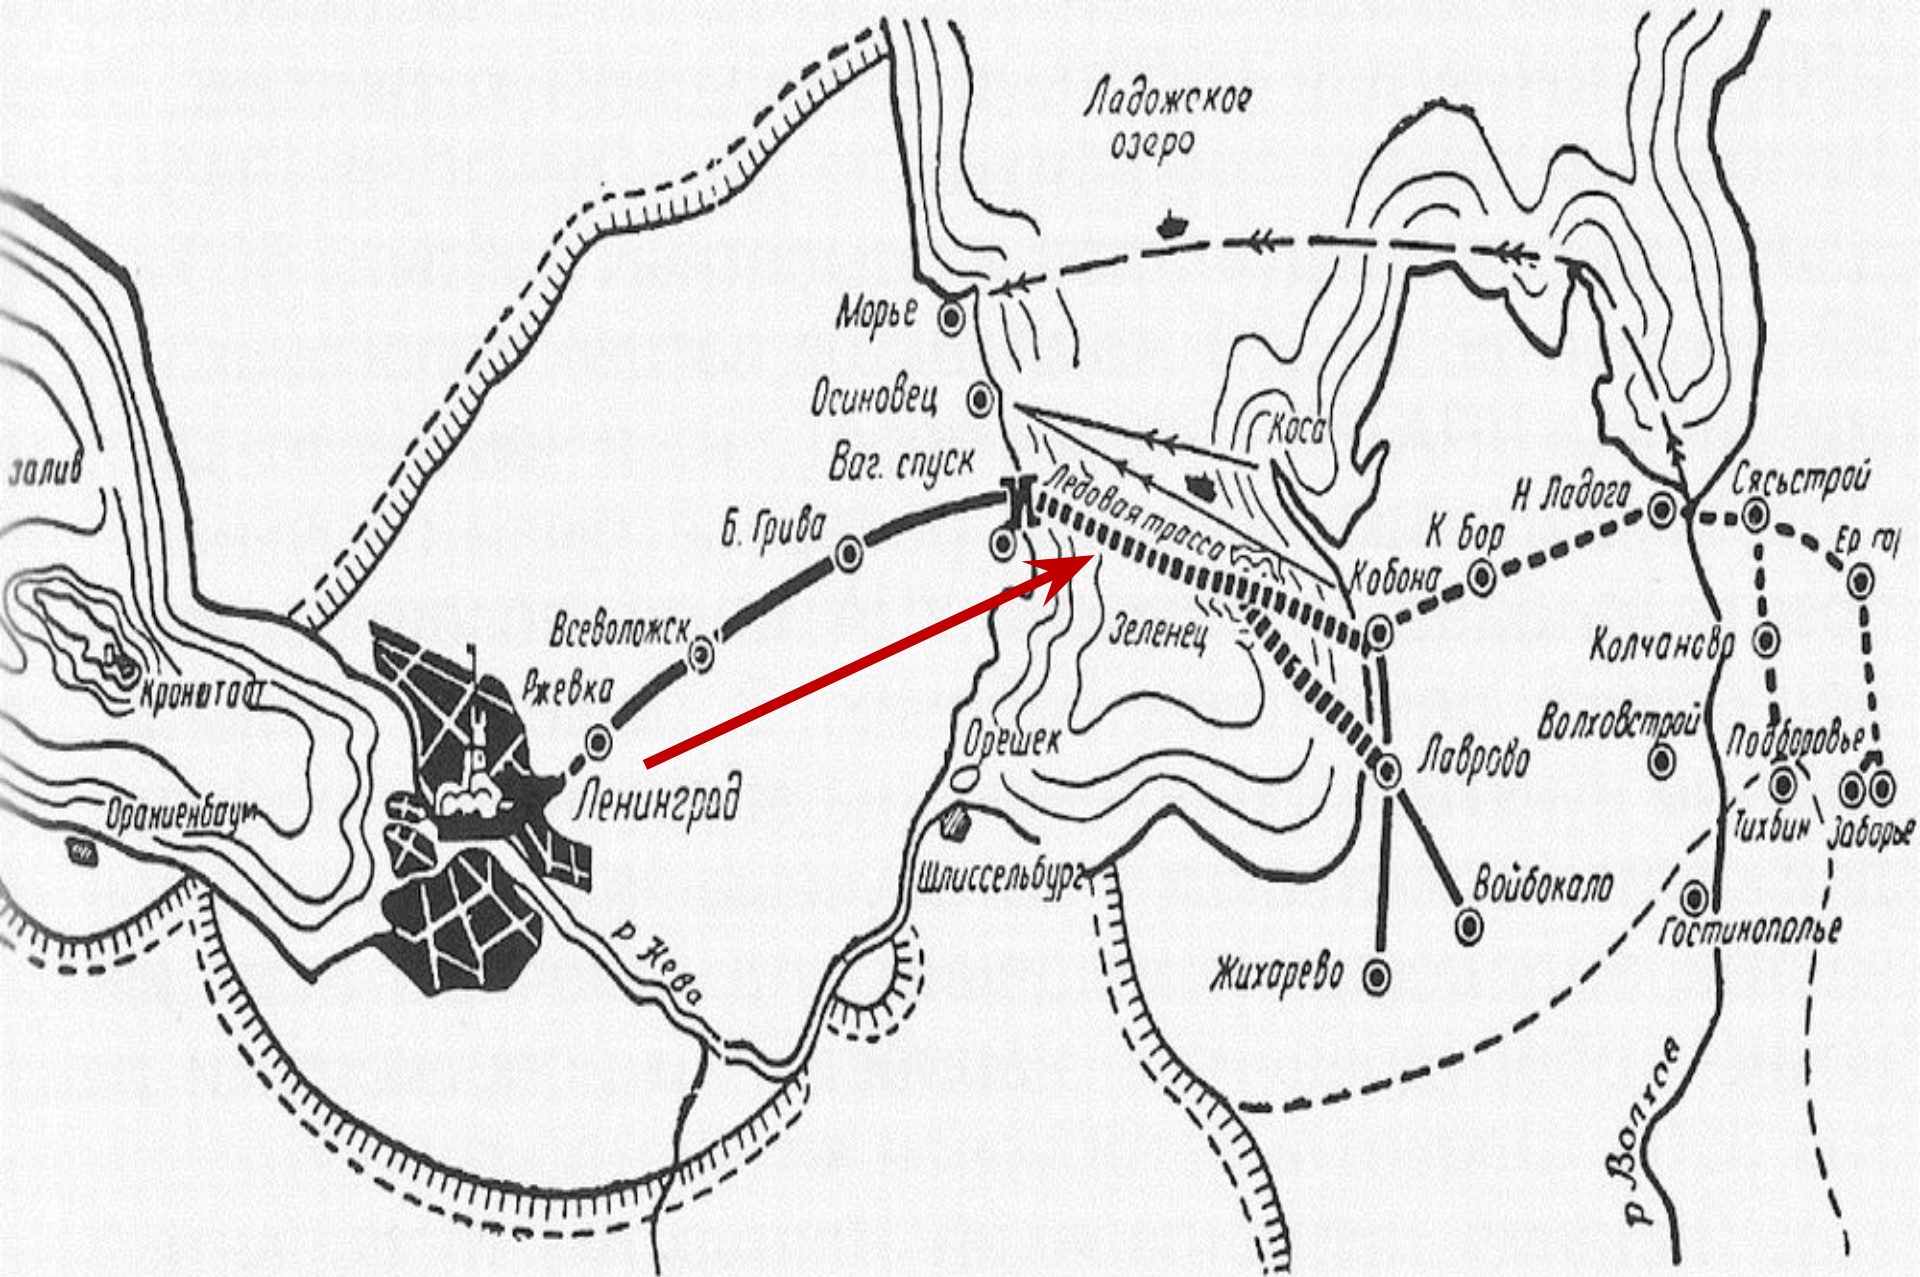 Ладожское
озеро
Морье
Осиновец
Коса
залив
Ваг. спуск
Ледовая трасса
Н Ладога
Сясьстрой
Б. Грива
К бор
Кобона
Всеволожск
Зеленец
Колчаново
Ржевка
Кронштадт
Орешек
Волховстрой
Подборовье
Лаврово
Ленинград
Ораниенбаум
Тихвин
Заборье
Шлиссельбург
Войбокало
Гостинополье
р Нева
Жихарево
р Волхов